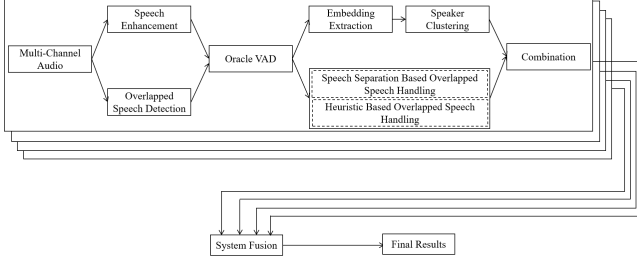 Speech
Enhancement
Embedding
Extraction
Speaker
Clustering
Multi-Channel
Audio
Oracle VAD
Combination
Overlapped
Speech Detection
Speech Separation Based Overlapped
Speech Handling
Heuristic Based Overlapped Speech
Handling
System Fusion
Final Results